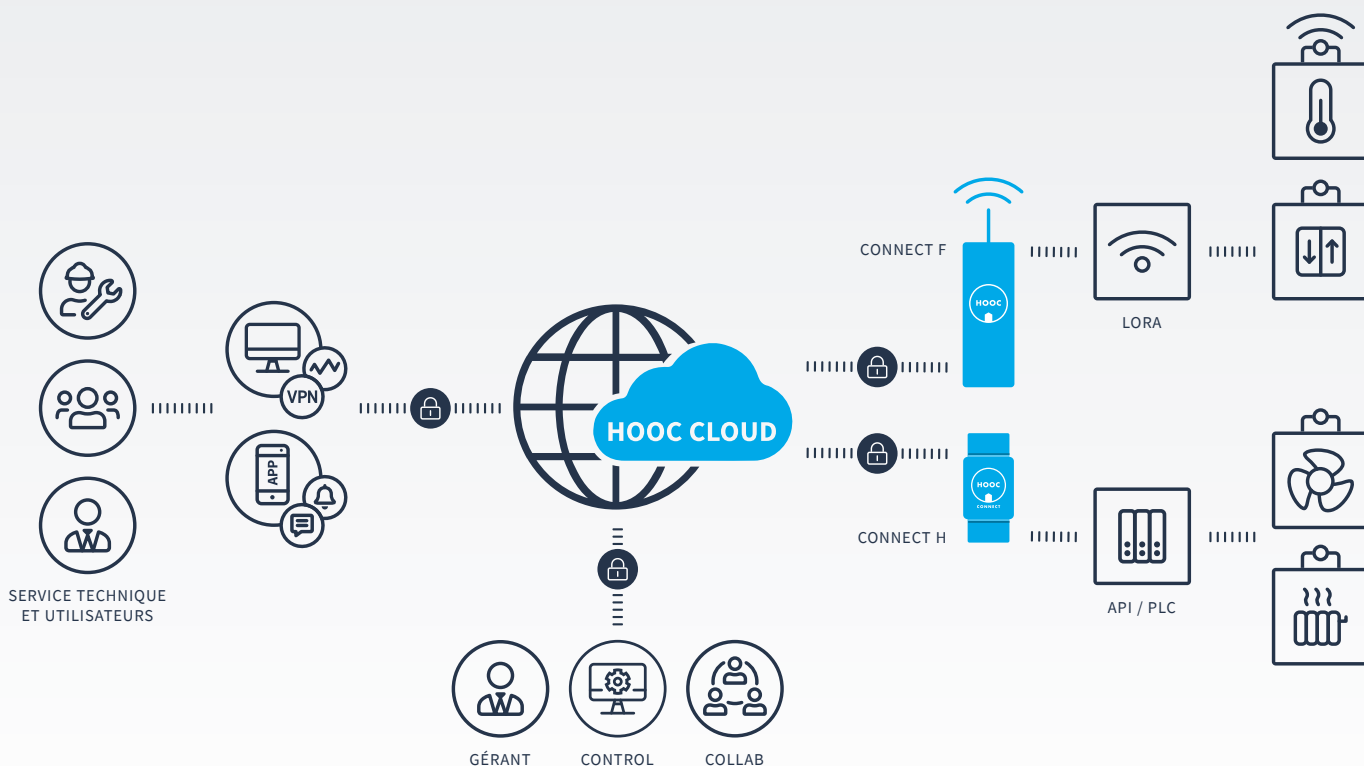 CONNECT F
HOOC
LORA
VPN
HOOC CLOUD
APP
HOOC
CONNECT
CONNECT H
API / PLC
SERVICE TECHNIQUE
ET UTILISATEURS
GÉRANT
CONTROL
COLLAB